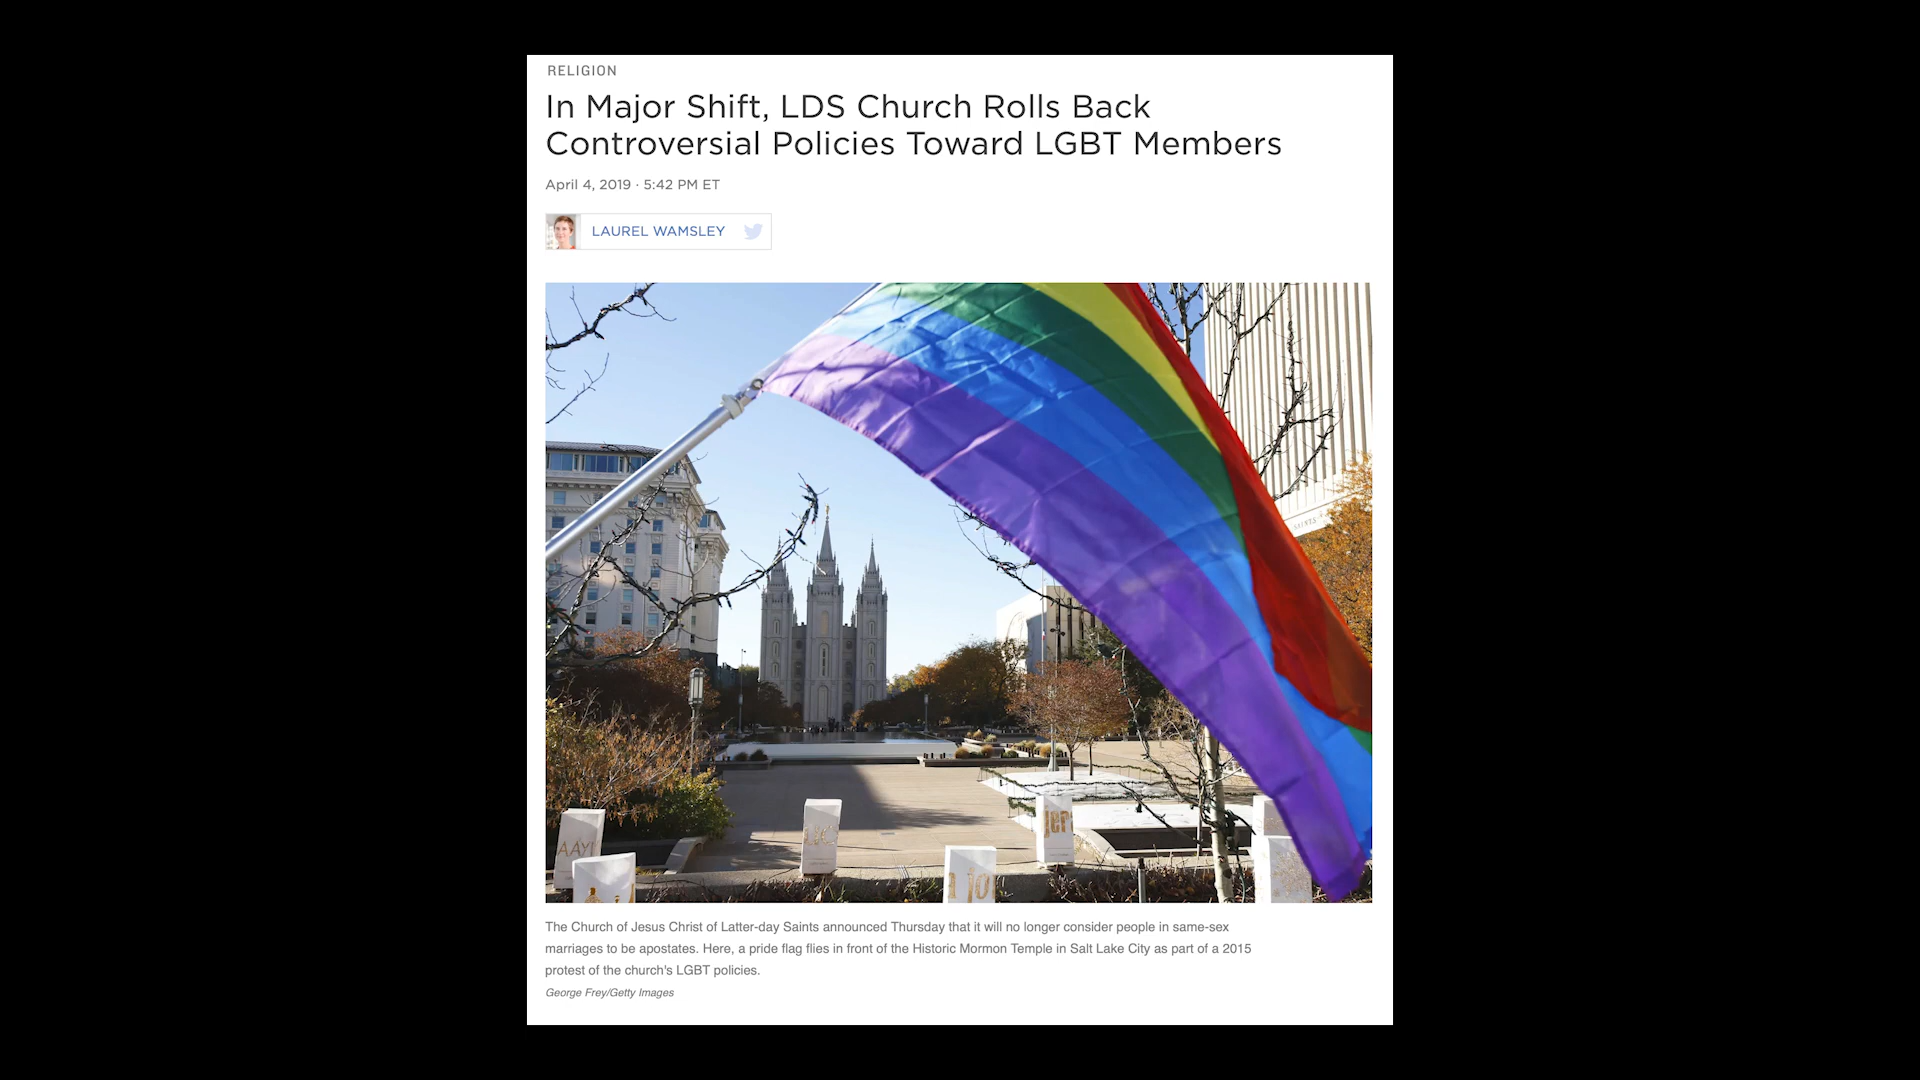 RELIGION
In Major Shift, LDS Church Rolls Back
Controversial Policies Toward LGBT Members
April 4, 2019 · 5:42 PM ET
LAUREL WAMSLEY
SAINTS
The Church of Jesus Christ of Latter-day Saints announced Thursday that it will no longer consider people in same-sex
marriages to be apostates. Here, a pride flag flies in front of the Historic Mormon Temple in Salt Lake City as part of a 2015
protest of the church's LGBT policies.
George Frey/Getty Images